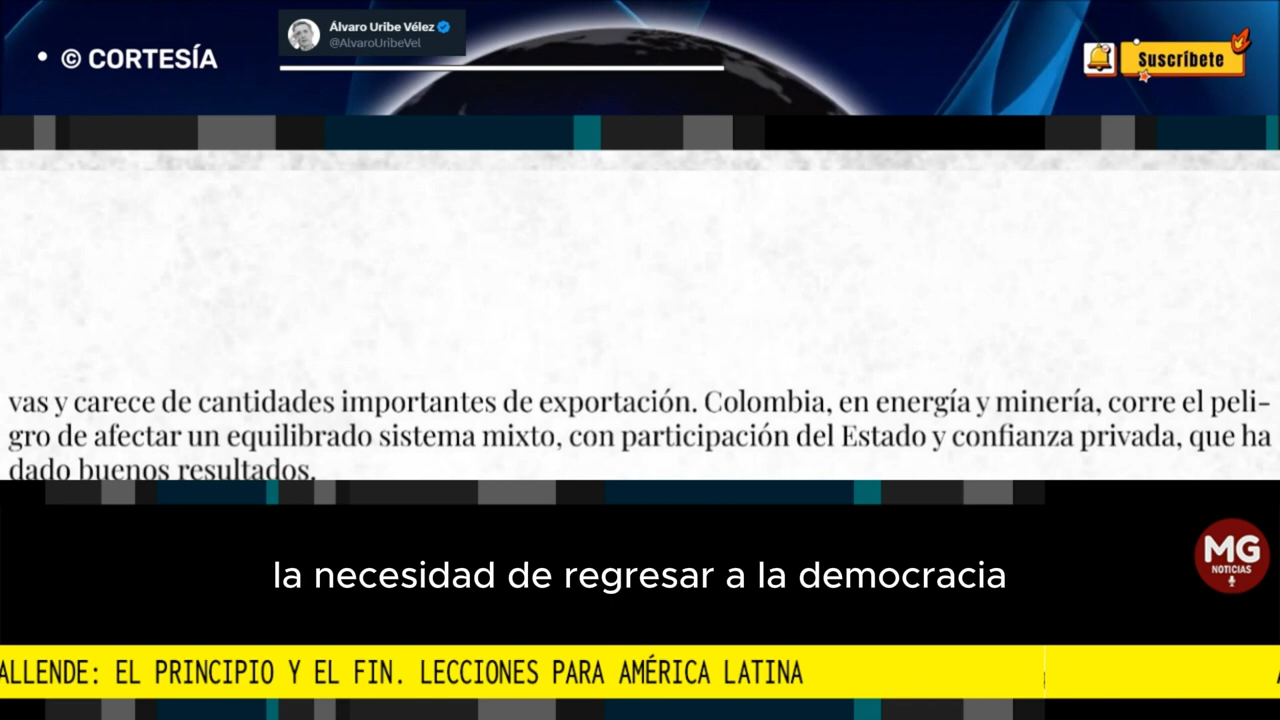 • © CORTESÍA
Álvaro Uribe Vélez
@AlvaroUribeVel
Suscríbete
vas y carece de cantidades importantes de exportación. Colombia, en energía y minería, corre el peli-
gro de afectar un equilibrado sistema mixto, con participación del Estado y confianza privada, que ha
dado buenos resultados.
la necesidad de regresar a la democracia
MG
NOTICIAS
ALLENDE: EL PRINCIPIO Y EL FIN. LECCIONES PARA AMÉRICA LATINA